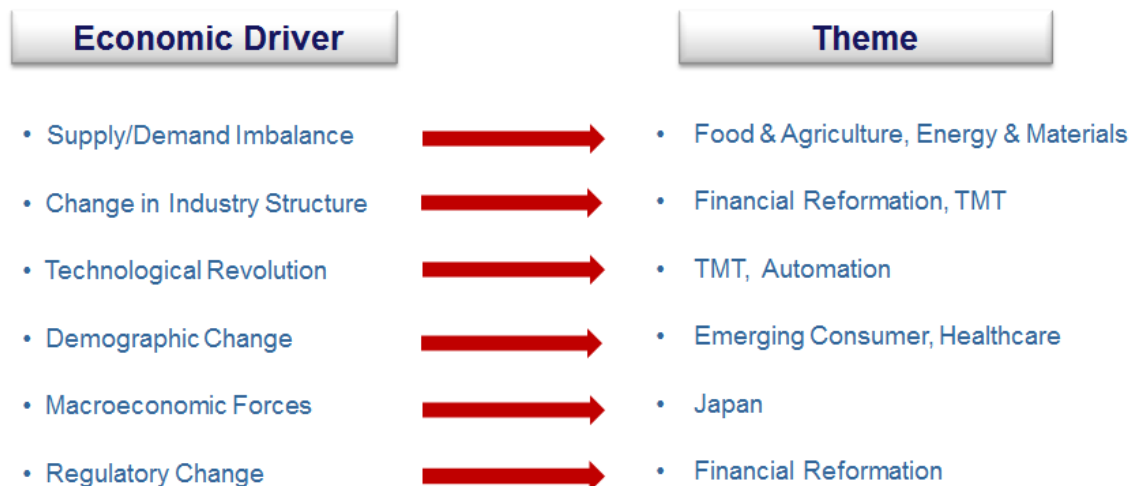 Economic Driver Theme
• Supply/Demand Imbalance • Food & Agriculture, Energy & Materials
• Change in Industry Structure • Financial Reformation, TMT
• Technological Revolution • TMT, Automation
• Demographic Change • Emerging Consumer, Healthcare
• Macroeconomic Forces • Japan
• Regulatory Change • Financial Reformation